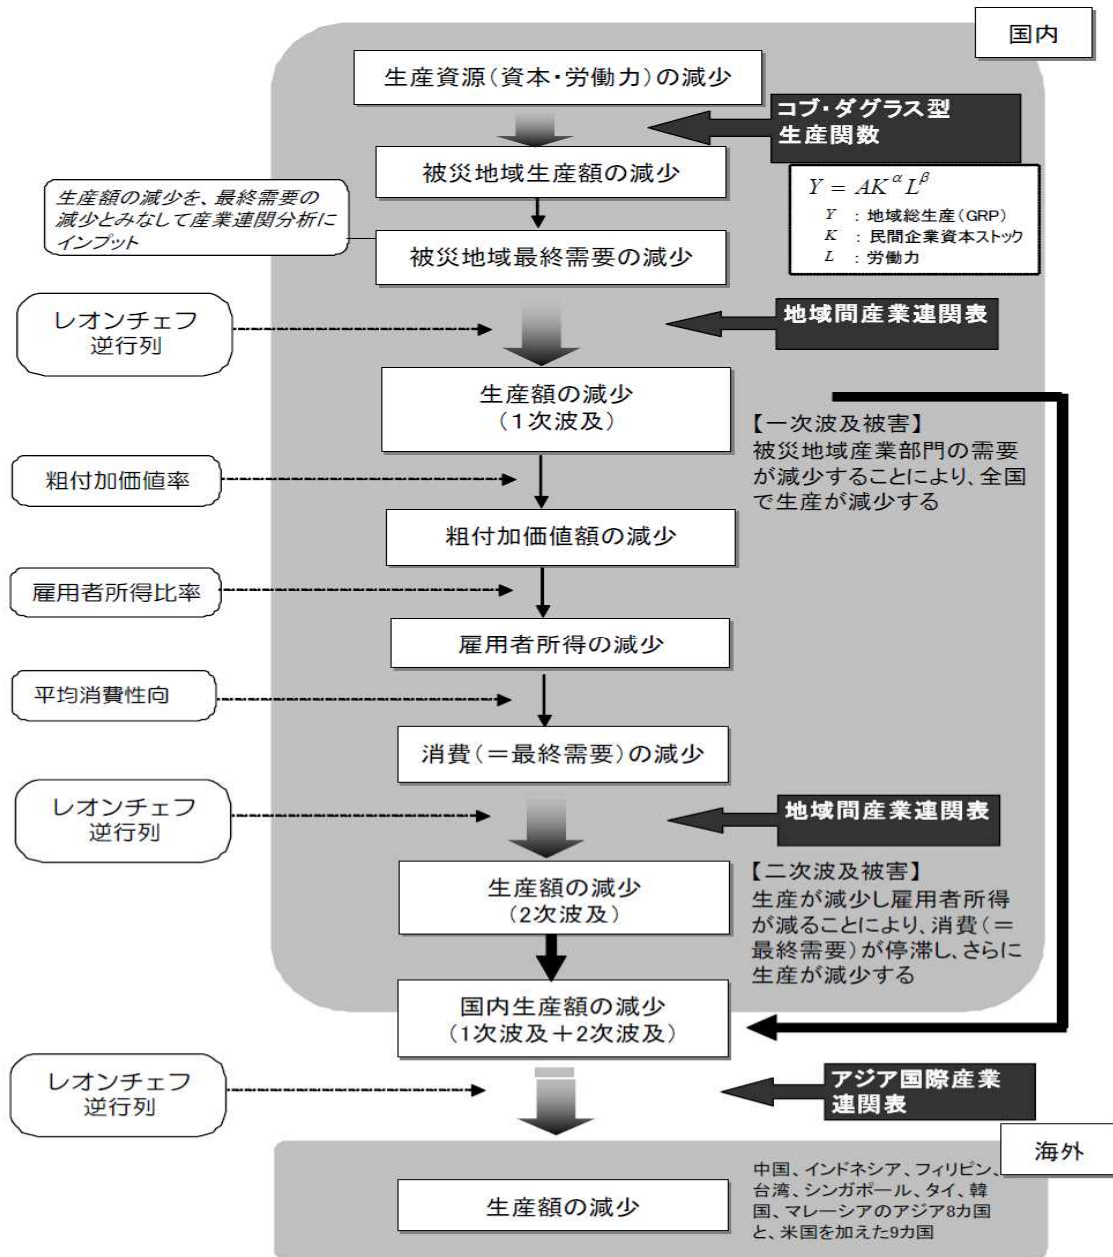 国内
生産資源（資本・労働力）の減少
コブ・ダグラス型
生産関数
被災地域生産額の減少
Y = AK^α L^β
Y ：地域総生産（GRP）
K ：民間企業資本ストック
L ：労働力
生産額の減少を、最終需要の
減少とみなして産業連関分析に
インプット
被災地域最終需要の減少
レオンチェフ
逆行列
地域間産業連関表
生産額の減少
（１次波及）
【一次波及被害】
被災地域産業部門の需要
が減少することにより、全国
で生産が減少する
粗付加価値率
粗付加価値額の減少
雇用者所得比率
雇用者所得の減少
平均消費性向
消費（＝最終需要）の減少
レオンチェフ
逆行列
地域間産業連関表
生産額の減少
（２次波及）
【二次波及被害】
生産が減少し雇用者所得
が減ることにより、消費（＝
最終需要）が停滞し、さらに
生産が減少する
国内生産額の減少
（１次波及＋２次波及）
レオンチェフ
逆行列
アジア国際産業
連関表
海外
生産額の減少
中国、インドネシア、フィリピン、
台湾、シンガポール、タイ、韓
国、マレーシアのアジア8カ国
と、米国を加えた9カ国